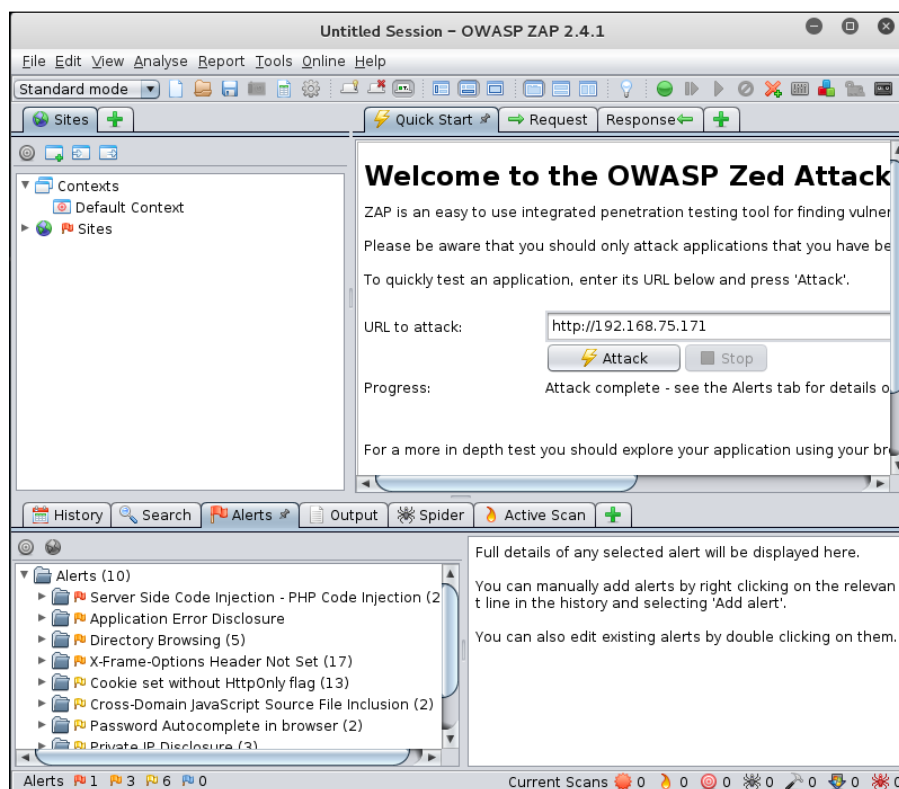 Untitled Session – OWASP ZAP 2.4.1
File Edit View Analyse Report Tools Online Help
Standard mode
Sites
Quick Start
Request
Response
Contexts
Default Context
Sites
Welcome to the OWASP Zed Attack
ZAP is an easy to use integrated penetration testing tool for finding vulner
Please be aware that you should only attack applications that you have be
To quickly test an application, enter its URL below and press 'Attack'.
URL to attack: http://192.168.75.171
Attack Stop
Progress: Attack complete - see the Alerts tab for details o
For a more in depth test you should explore your application using your br
History Search Alerts Output Spider Active Scan
Alerts (10)
Server Side Code Injection - PHP Code Injection (2
Application Error Disclosure
Directory Browsing (5)
X-Frame-Options Header Not Set (17)
Cookie set without HttpOnly flag (13)
Cross-Domain JavaScript Source File Inclusion (2)
Password Autocomplete in browser (2)
Private IP Disclosure (3)
Full details of any selected alert will be displayed here.
You can manually add alerts by right clicking on the relevan
t line in the history and selecting 'Add alert'.
You can also edit existing alerts by double clicking on them.
Alerts 1 3 6 0
Current Scans 0 0 0 0 0 0 0